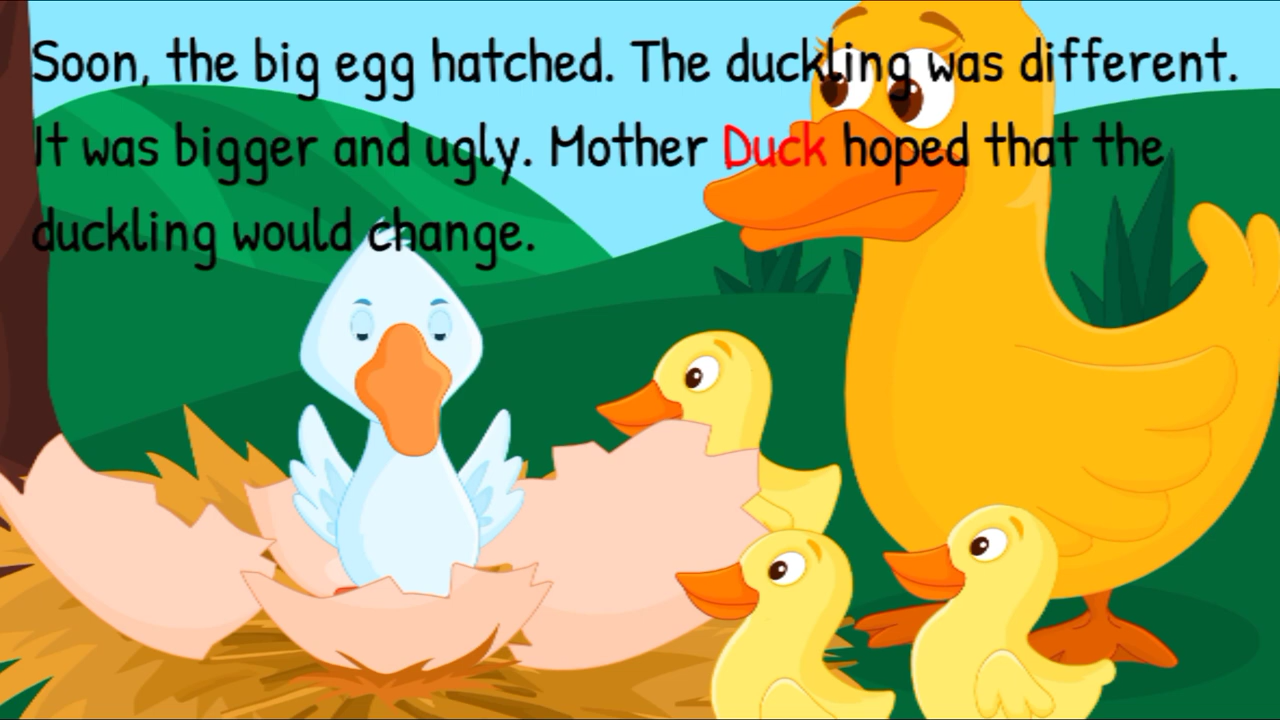 Soon, the big egg hatched. The duckling was different.
It was bigger and ugly. Mother Duck hoped that the
duckling would change.